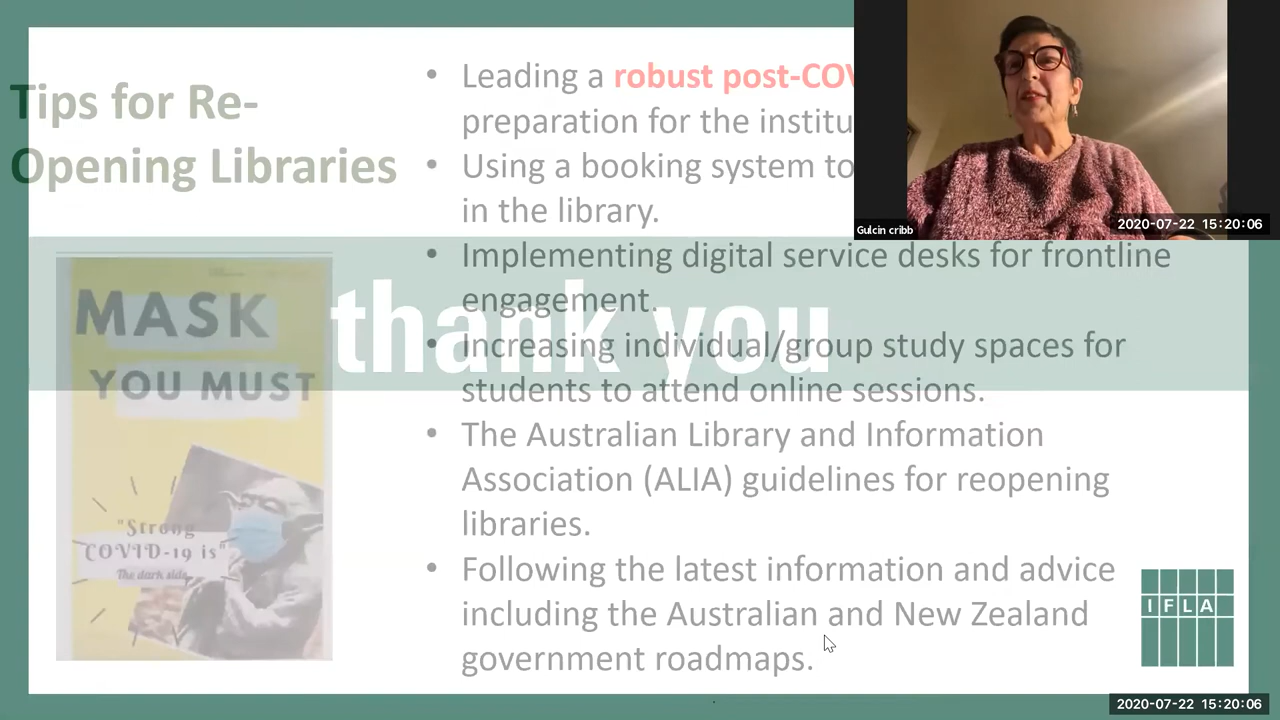 Tips for Re-
Opening Libraries
• Leading a robust post-COV
preparation for the institu
• Using a booking system to
in the library.
• Implementing digital service desks for frontline
engagement.
• Increasing individual/group study spaces for
students to attend online sessions.
• The Australian Library and Information
Association (ALIA) guidelines for reopening
libraries.
• Following the latest information and advice
including the Australian and New Zealand
government roadmaps.
thank you
MASK
YOU MUST
"Strong
COVID-19 is"
The dark side
Gulcin cribb
2020-07-22 15:20:06
IFLA
2020-07-22 15:20:06